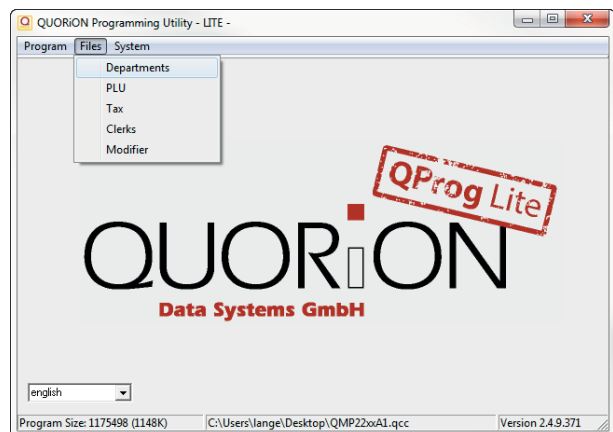 QUORiON Programming Utility - LITE -
Program Files System
Departments
PLU
Tax
Clerks
Modifier
QProg Lite
QUORiON
Data Systems GmbH
english
Program Size: 1175498 (1148K) C:\Users\lange\Desktop\QMP22xxA1.qcc Version 2.4.9.371